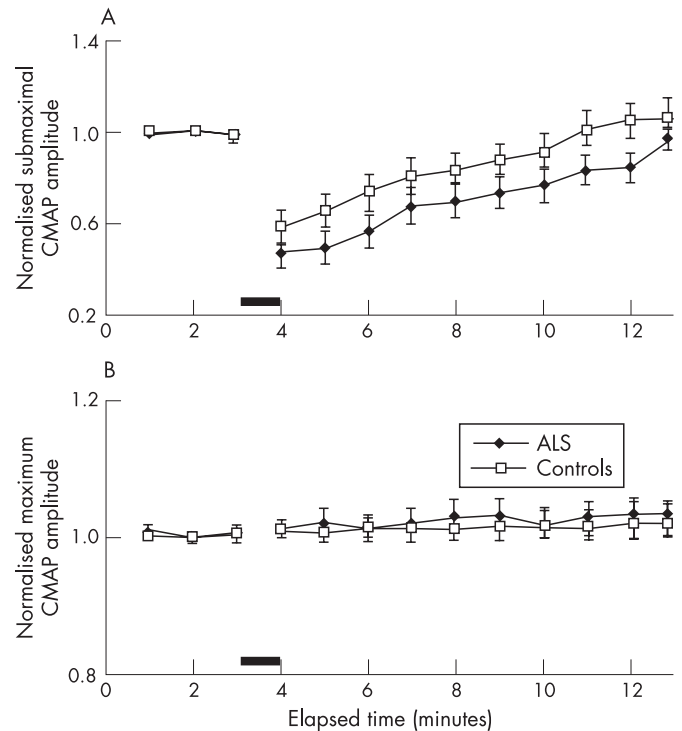 A
Normalised submaximal
CMAP amplitude
1.4
1.0
0.6
0.2
0 2 4 6 8 10 12
B
Normalised maximum
CMAP amplitude
1.2
1.0
0.8
ALS
Controls
0 2 4 6 8 10 12
Elapsed time (minutes)